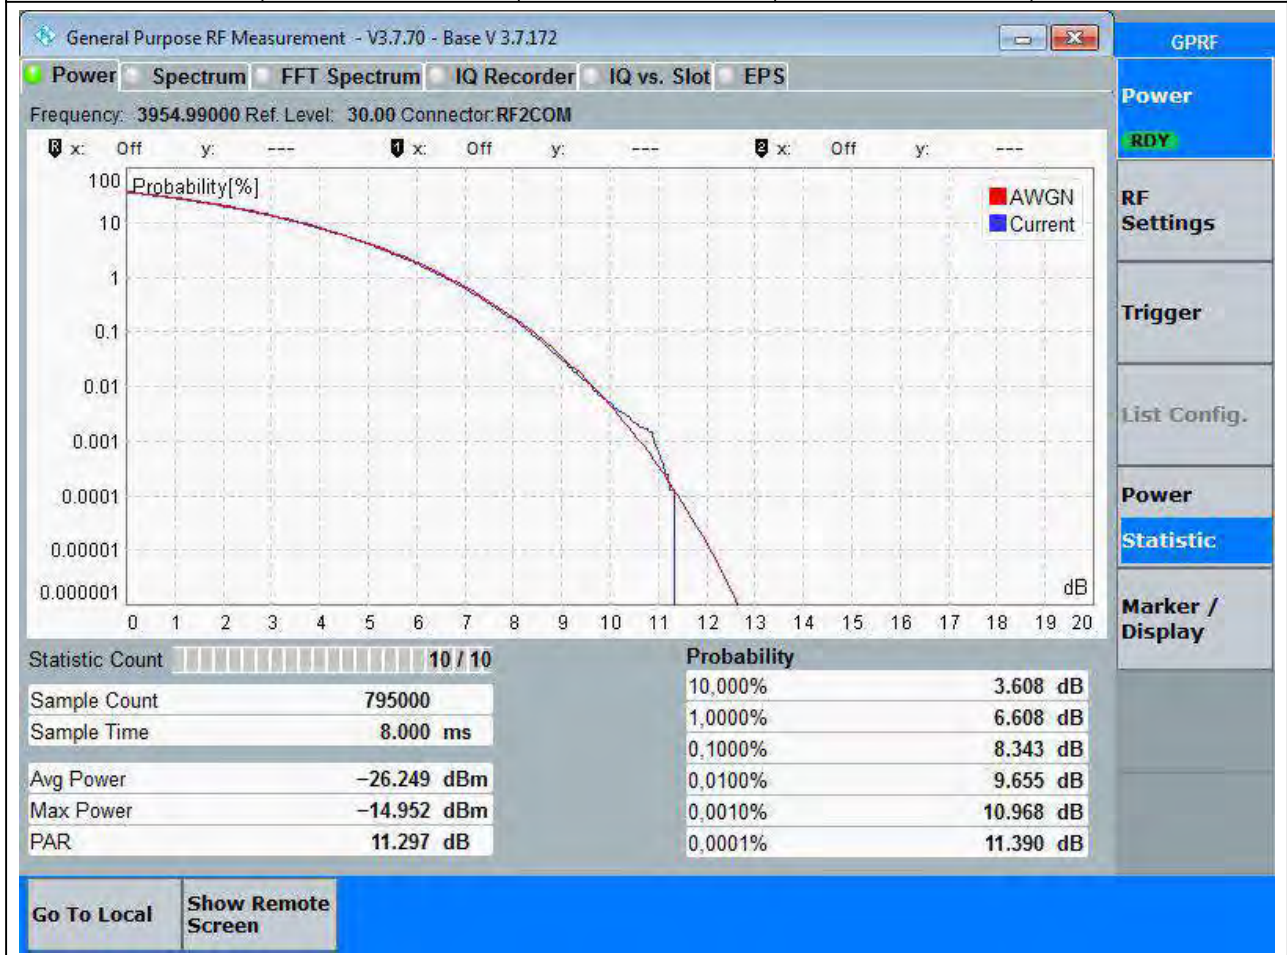 General Purpose RF Measurement - V3.7.70 - Base V 3.7.172
GPRF
Power Spectrum FFT Spectrum IQ Recorder IQ vs. Slot EPS
Frequency: 3954.99000 Ref. Level: 30.00 Connector:RF2COM
R x: Off y: --- 1 x: Off y: --- 2 x: Off y: ---
Probability[%]
AWGN
Current
100
10
1
0.1
0.01
0.001
0.0001
0.00001
0.000001
dB
0 1 2 3 4 5 6 7 8 9 10 11 12 13 14 15 16 17 18 19 20
Statistic Count 10 / 10
Sample Count 795000
Sample Time 8.000 ms
Avg Power −26.249 dBm
Max Power −14.952 dBm
PAR 11.297 dB
Probability
10,000% 3.608 dB
1,0000% 6.608 dB
0,1000% 8.343 dB
0,0100% 9.655 dB
0,0010% 10.968 dB
0,0001% 11.390 dB
Power
RDY
RF
Settings
Trigger
List Config.
Power
Statistic
Marker /
Display
Go To Local
Show Remote
Screen